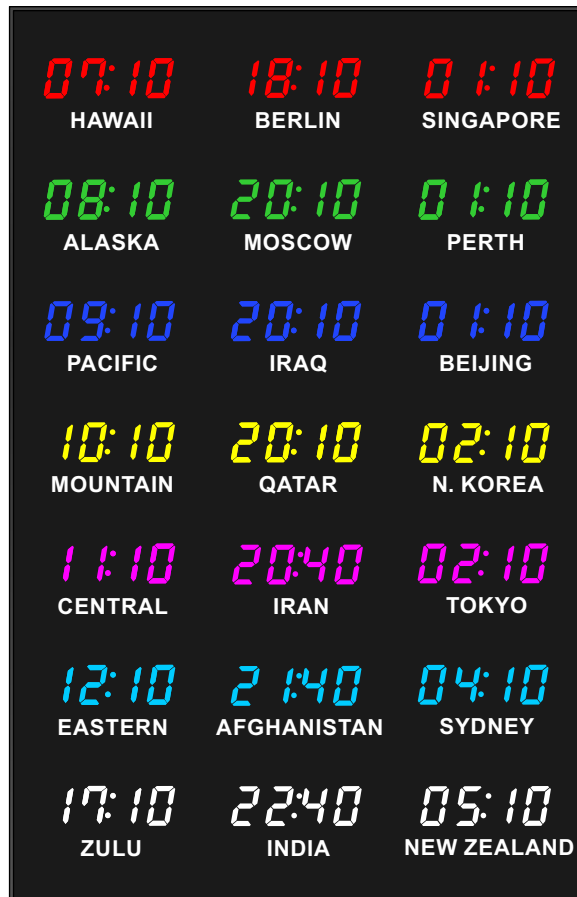 07:10 18:10 01:10
HAWAII BERLIN SINGAPORE
08:10 20:10 01:10
ALASKA MOSCOW PERTH
09:10 20:10 01:10
PACIFIC IRAQ BEIJING
10:10 20:10 02:10
MOUNTAIN QATAR N. KOREA
11:10 20:40 02:10
CENTRAL IRAN TOKYO
12:10 21:40 04:10
EASTERN AFGHANISTAN SYDNEY
17:10 22:40 05:10
ZULU INDIA NEW ZEALAND